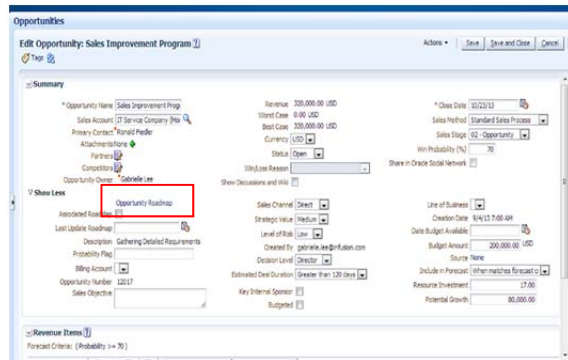 Opportunities
Edit Opportunity: Sales Improvement Program
Actions Save Save and Close Cancel
Tags
Summary
* Opportunity Name Sales Improvement Prog
Sales Account IT Service Company
Primary Contact Ronald Fiedler
Attachments None
Partners
Competitors
Opportunity Owner Gabrielle Lee
Revenue 320,000.00 USD
Worst Case 0.00 USD
Best Case 320,000.00 USD
Currency USD
Status Open
Win/Loss Reason
Show Discussions and Wiki
* Close Date 10/23/13
Sales Method Standard Sales Process
Sales Stage 02 - Opportunity
Win Probability (%) 70
Share in Oracle Social Network
Show Less
Opportunity Roadmap
Associated Roadmap
Last Update Roadmap
Description Gathering Detailed Requirements
Probability Flag
Billing Account
Opportunity Number 12017
Sales Objective
Sales Channel Direct
Strategic Value Medium
Level of Risk Low
Created By gabrielle.lee@infusion.com
Decision Level Director
Estimated Deal Duration Greater than 120 days
Key Internal Sponsor
Budgeted
Line of Business
Creation Date 9/4/13 7:00 AM
Date Budget Available
Budget Amount 200,000.00 USD
Source None
Include in Forecast When matches forecast c
Resource Investment 17.00
Potential Growth 80,000.00
Revenue Items
Forecast Criteria: (Probability >= 70)